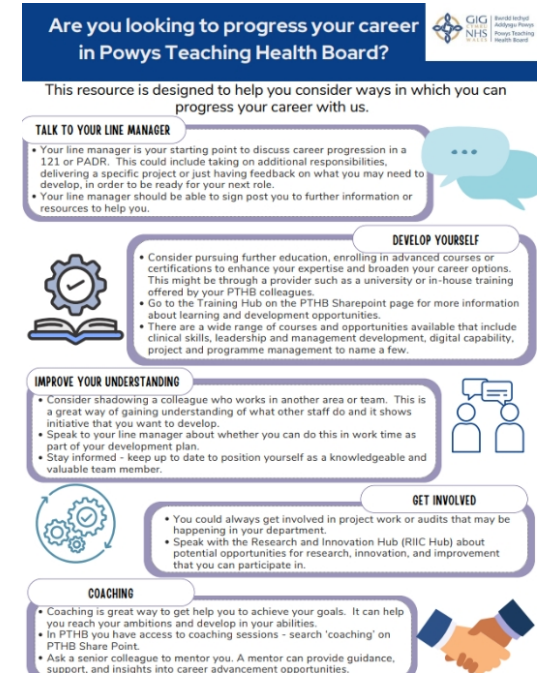 Are you looking to progress your career
in Powys Teaching Health Board?
GIG
CYMRU
NHS
WALES
Bwrdd Iechyd
Addysgu Powys
Powys Teaching
Health Board
This resource is designed to help you consider ways in which you can
progress your career with us.
TALK TO YOUR LINE MANAGER
• Your line manager is your starting point to discuss career progression in a
121 or PADR. This could include taking on additional responsibilities,
delivering a specific project or just having feedback on what you may need to
develop, in order to be ready for your next role.
• Your line manager should be able to sign post you to further information or
resources to help you.
DEVELOP YOURSELF
• Consider pursuing further education, enrolling in advanced courses or
certifications to enhance your expertise and broaden your career options.
This might be through a provider such as a university or in-house training
offered by your PTHB colleagues.
• Go to the Training Hub on the PTHB Sharepoint page for more information
about learning and development opportunities.
• There are a wide range of courses and opportunities available that include
clinical skills, leadership and management development, digital capability,
project and programme management to name a few.
IMPROVE YOUR UNDERSTANDING
• Consider shadowing a colleague who works in another area or team. This is
a great way of gaining understanding of what other staff do and it shows
initiative that you want to develop.
• Speak to your line manager about whether you can do this in work time as
part of your development plan.
• Stay informed - keep up to date to position yourself as a knowledgeable and
valuable team member.
GET INVOLVED
• You could always get involved in project work or audits that may be
happening in your department.
• Speak with the Research and Innovation Hub (RIIC Hub) about
potential opportunities for research, innovation, and improvement
that you can participate in.
COACHING
• Coaching is great way to get help you to achieve your goals. It can help
you reach your ambitions and develop in your abilities.
• In PTHB you have access to coaching sessions - search 'coaching' on
PTHB Share Point.
• Ask a senior colleague to mentor you. A mentor can provide guidance,
support, and insights into career advancement opportunities.